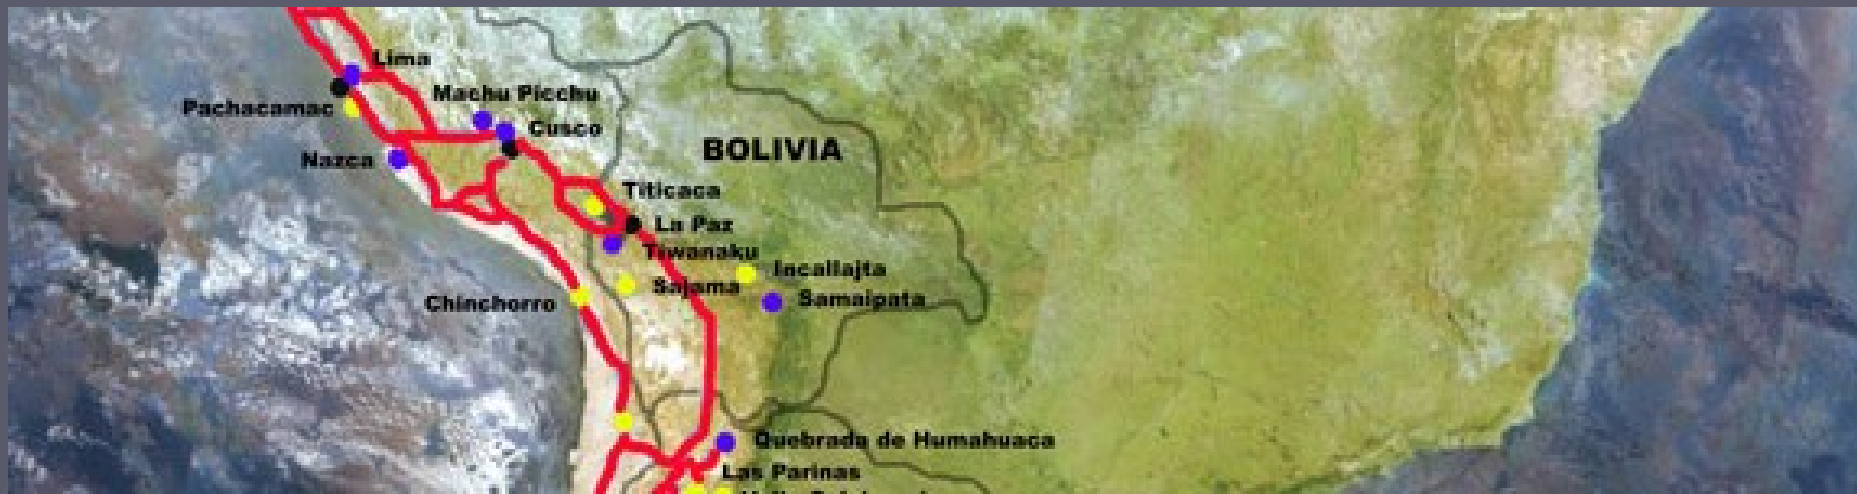 Lima
Machu Picchu
Pachacamac
Cusco
Nazca
BOLIVIA
Titicaca
La Paz
Tiwanaku
Incallajta
Sajama
Samaipata
Chinchorro
Quebrada de Humahuaca
Las Parinas